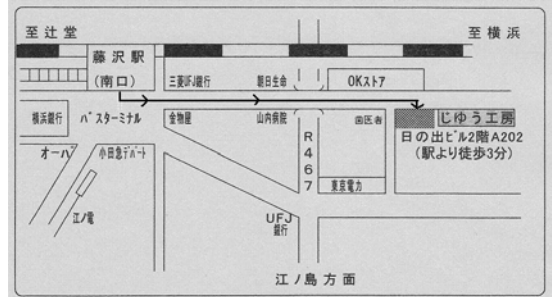 至辻堂
至横浜
藤沢駅
(南口)
三菱UFJ銀行
朝日生命
OKストア
横浜銀行
バスターミナル
金物屋
山内病院
歯医者
じゆう工房
日の出ビル2階A202
(駅より徒歩3分)
オーパ
小田急デパート
R467
東京電力
江ノ電
UFJ
銀行
江ノ島方面